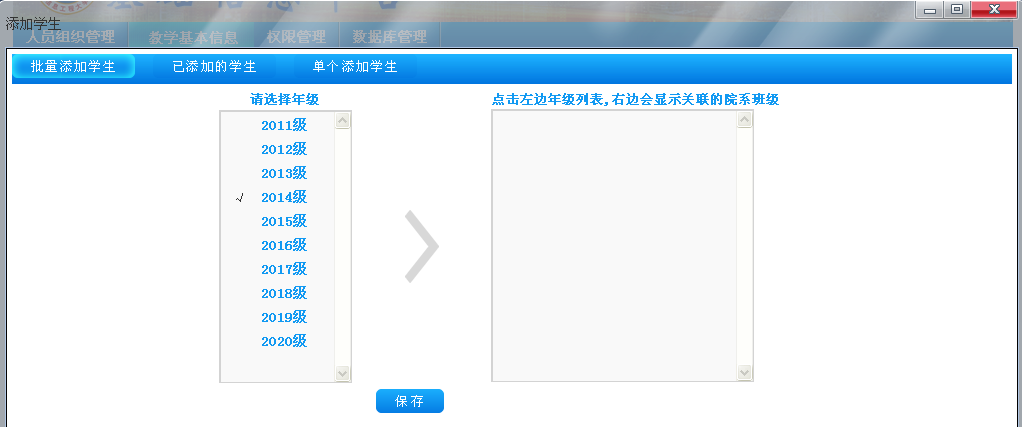 添加学生
人员组织管理 教学基本信息 权限管理 数据库管理
批量添加学生 已添加的学生 单个添加学生
请选择年级
点击左边年级列表,右边会显示关联的院系班级
2011级
2012级
2013级
√ 2014级
2015级
2016级
2017级
2018级
2019级
2020级
保存